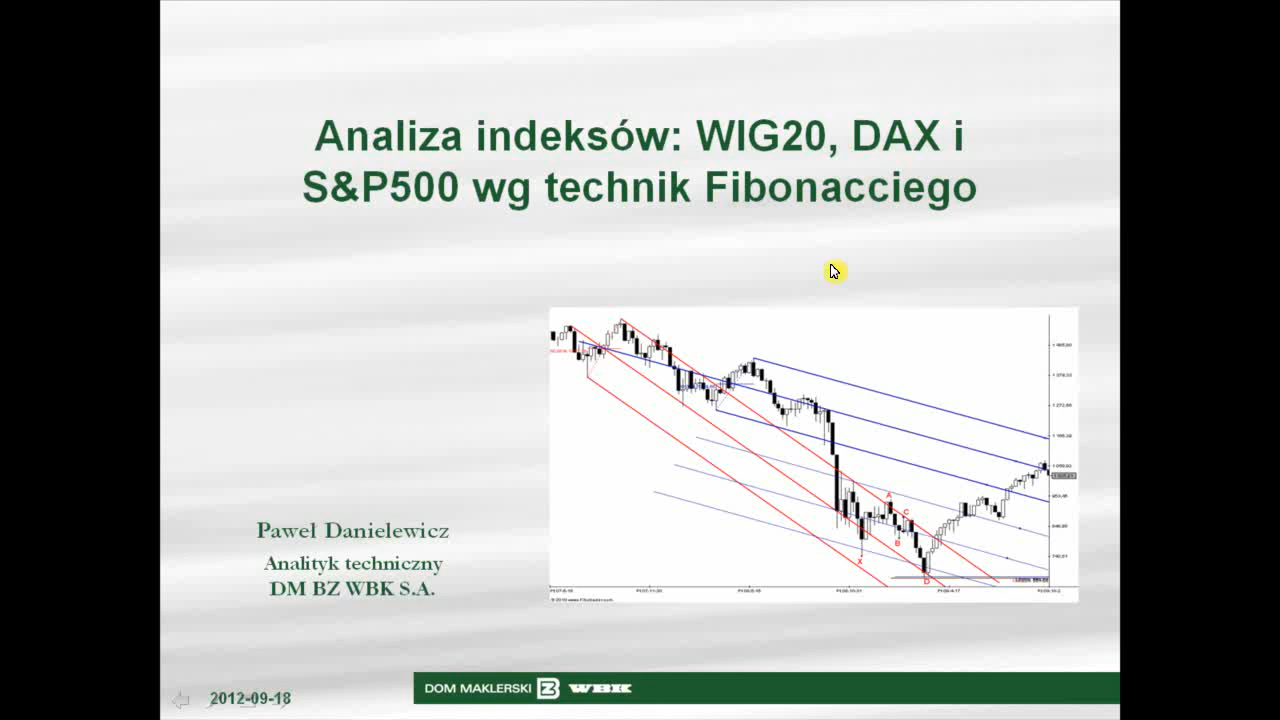 Analiza indeksów: WIG20, DAX i
S&P500 wg technik Fibonacciego
A
C
B
X
D
Paweł Danielewicz
Analityk techniczny
DM BZ WBK S.A.
2012-09-18
DOM MAKLERSKI BZ WBK